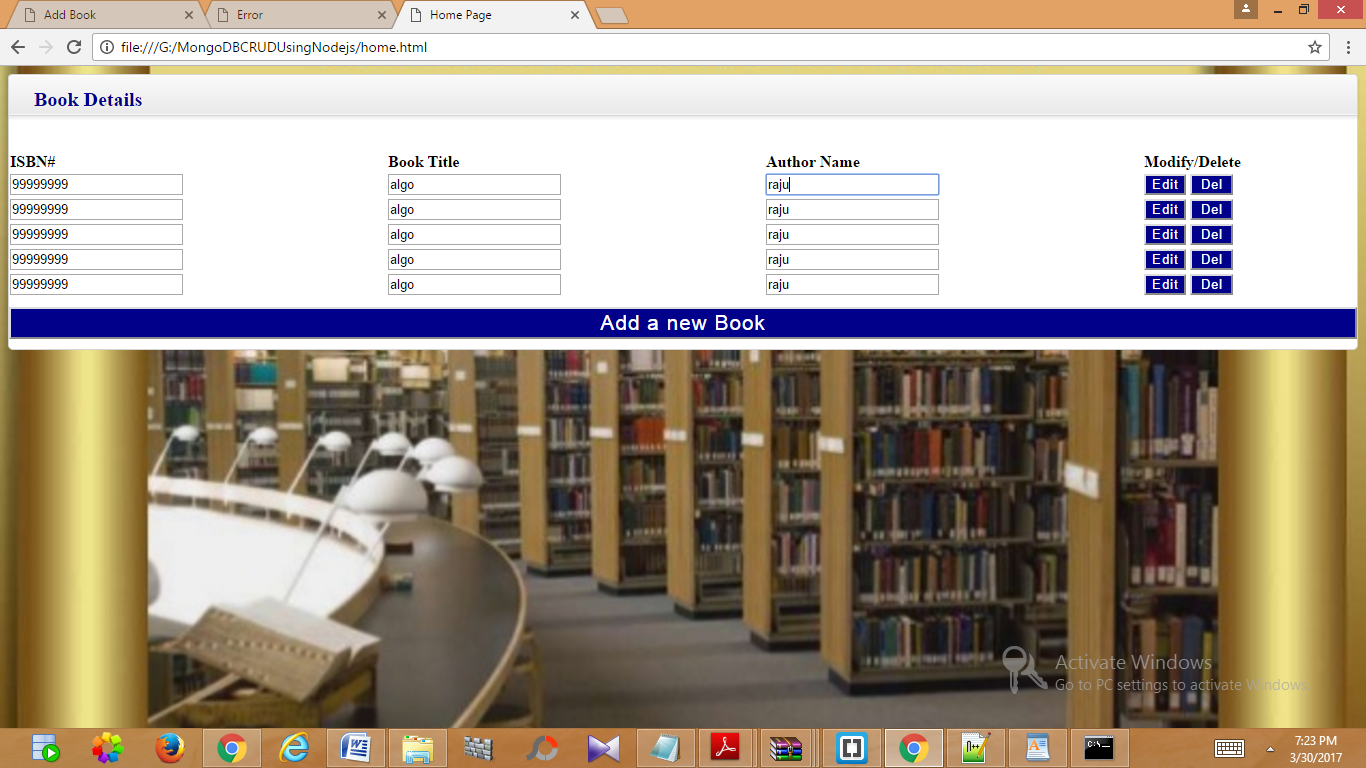 Add Book Error Home Page
file:///G:/MongoDBCRUDUsingNodejs/home.html
Book Details
ISBN# Book Title Author Name Modify/Delete
99999999 algo raju Edit Del
99999999 algo raju Edit Del
99999999 algo raju Edit Del
99999999 algo raju Edit Del
99999999 algo raju Edit Del
Add a new Book
Activate Windows
Go to PC settings to activate Windows.
7:23 PM
3/30/2017